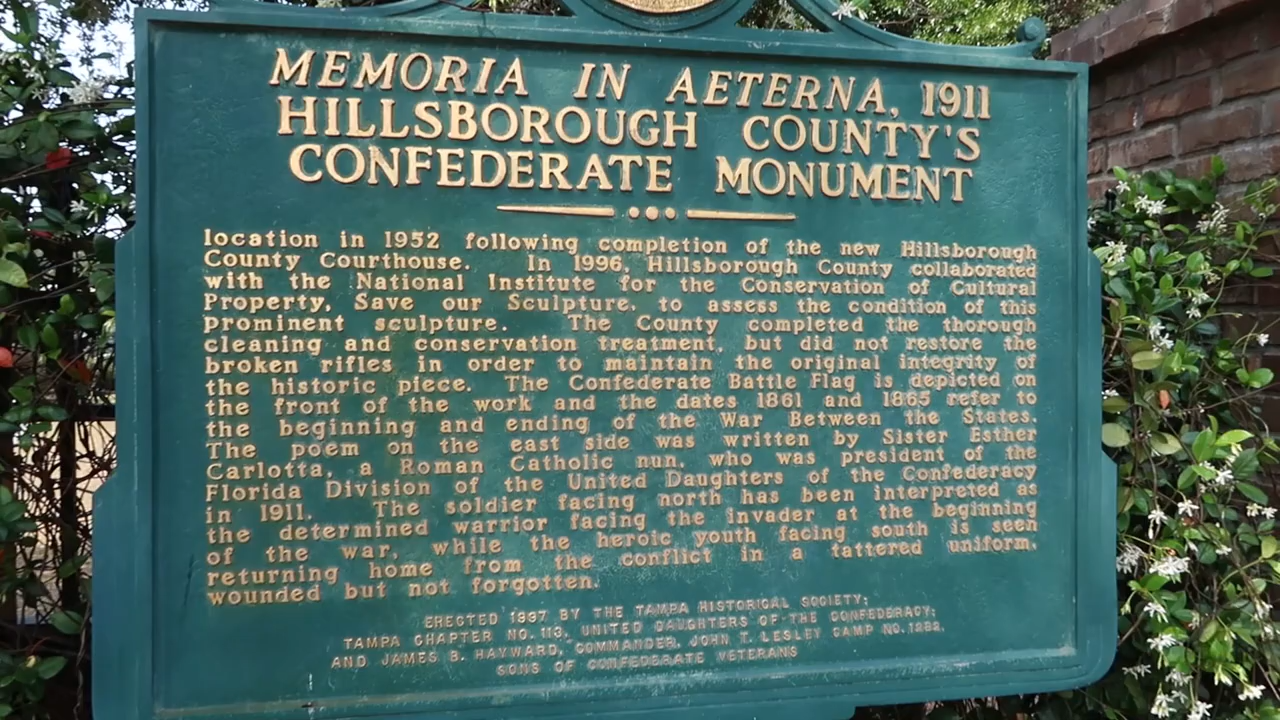 MEMORIA IN AETERNA, 1911
HILLSBOROUGH COUNTY'S
CONFEDERATE MONUMENT
location in 1952 following completion of the new Hillsborough
County Courthouse. In 1996, Hillsborough County collaborated
with the National Institute for the Conservation of Cultural
Property, Save our Sculpture, to assess the condition of this
prominent sculpture. The County completed the thorough
cleaning and conservation treatment, but did not restore the
broken rifles in order to maintain the original integrity of
the historic piece. The Confederate Battle Flag is depicted on
the front of the work and the dates 1861 and 1865 refer to
the beginning and ending of the War Between the States.
The poem on the east side was written by Sister Esther
Carlotta, a Roman Catholic nun, who was president of the
Florida Division of the United Daughters of the Confederacy
in 1911. The soldier facing north has been interpreted as
the determined warrior facing the invader at the beginning
of the war, while the heroic youth facing south is seen
returning home from the conflict in a tattered uniform,
wounded but not forgotten.
ERECTED 1997 BY THE TAMPA HISTORICAL SOCIETY;
TAMPA CHAPTER NO. 113, UNITED DAUGHTERS OF THE CONFEDERACY;
AND JAMES B. HAYWARD, COMMANDER, JOHN T. LESLEY CAMP NO. 1282,
SONS OF CONFEDERATE VETERANS